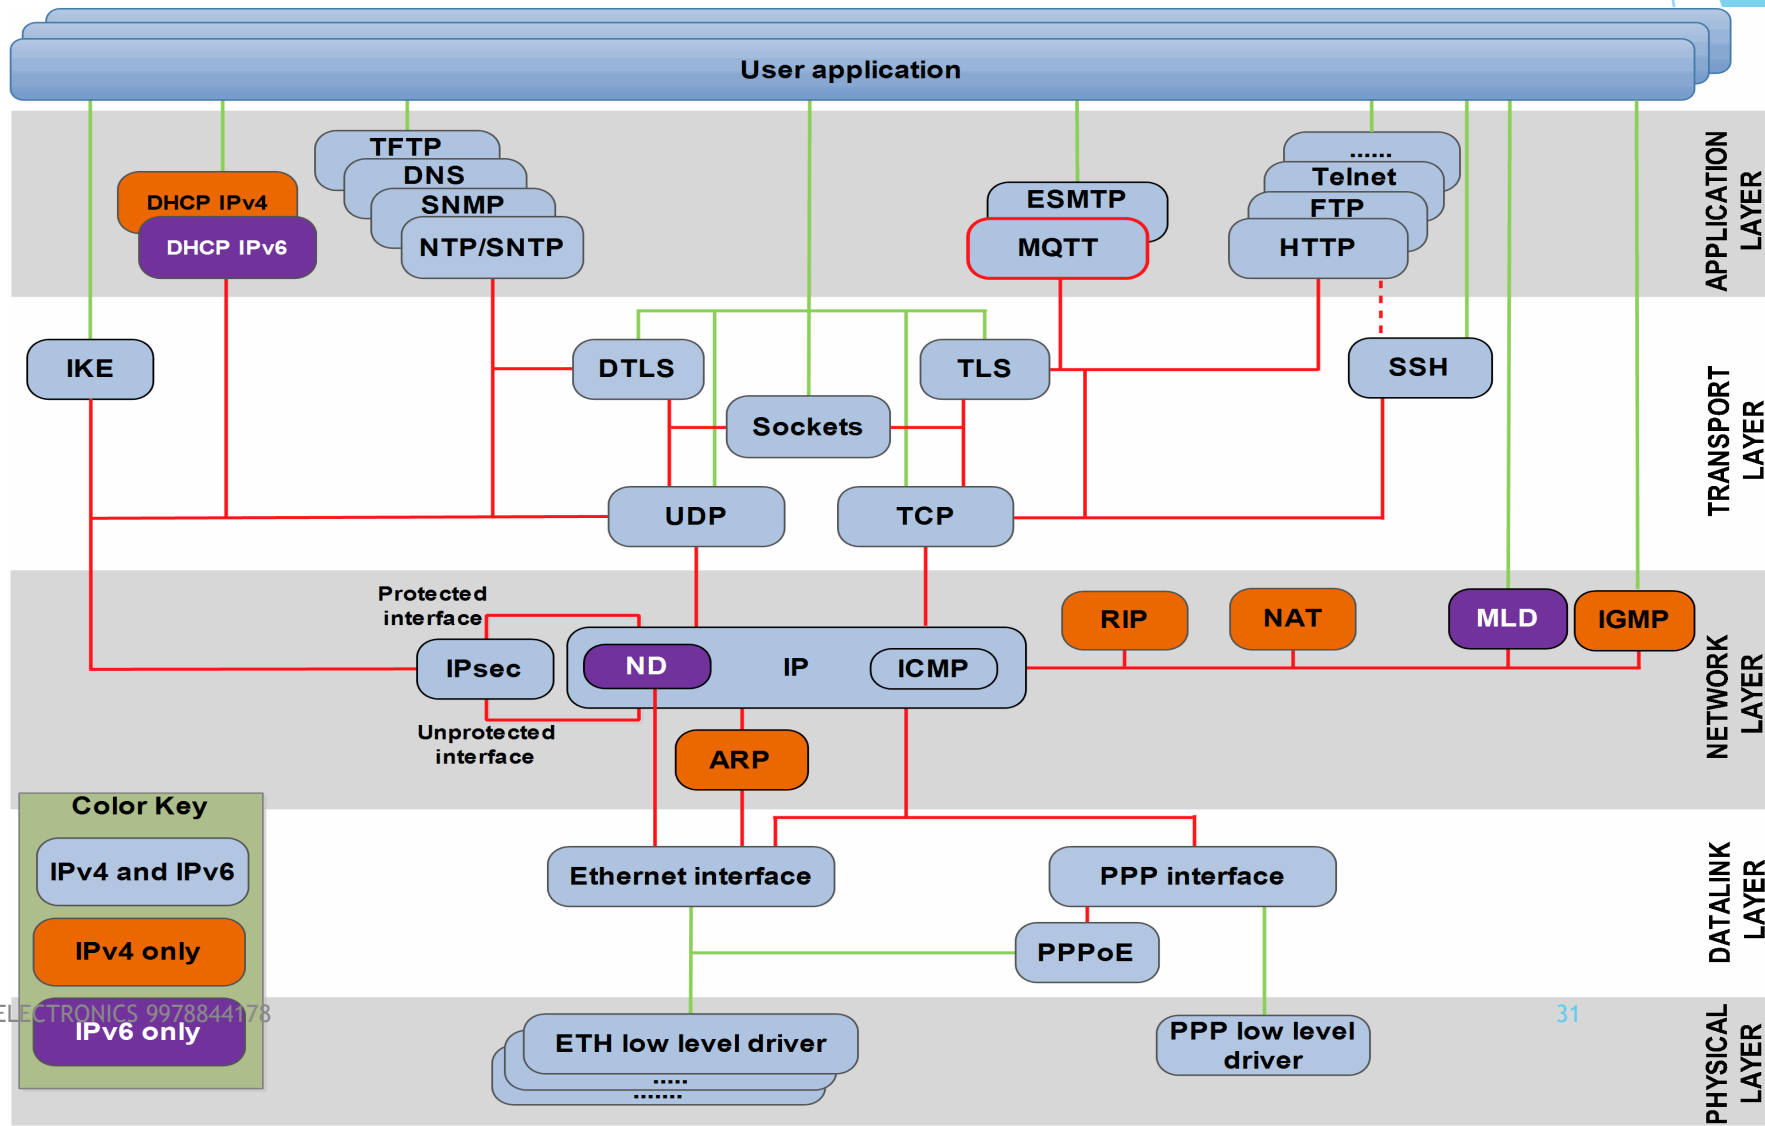 User application
TFTP
DNS
SNMP
NTP/SNTP
DHCP IPv4
DHCP IPv6
ESMTP
MQTT
......
Telnet
FTP
HTTP
APPLICATION
LAYER
IKE
DTLS
TLS
SSH
Sockets
UDP
TCP
TRANSPORT
LAYER
Protected
interface
IPsec
Unprotected
interface
ND
IP
ICMP
ARP
RIP
NAT
MLD
IGMP
NETWORK
LAYER
Ethernet interface
PPP interface
PPPoE
DATALINK
LAYER
Color Key
IPv4 and IPv6
IPv4 only
IPv6 only
ELECTRONICS 9978844178
31
ETH low level driver
.....
.......
PPP low level
driver
PHYSICAL
LAYER